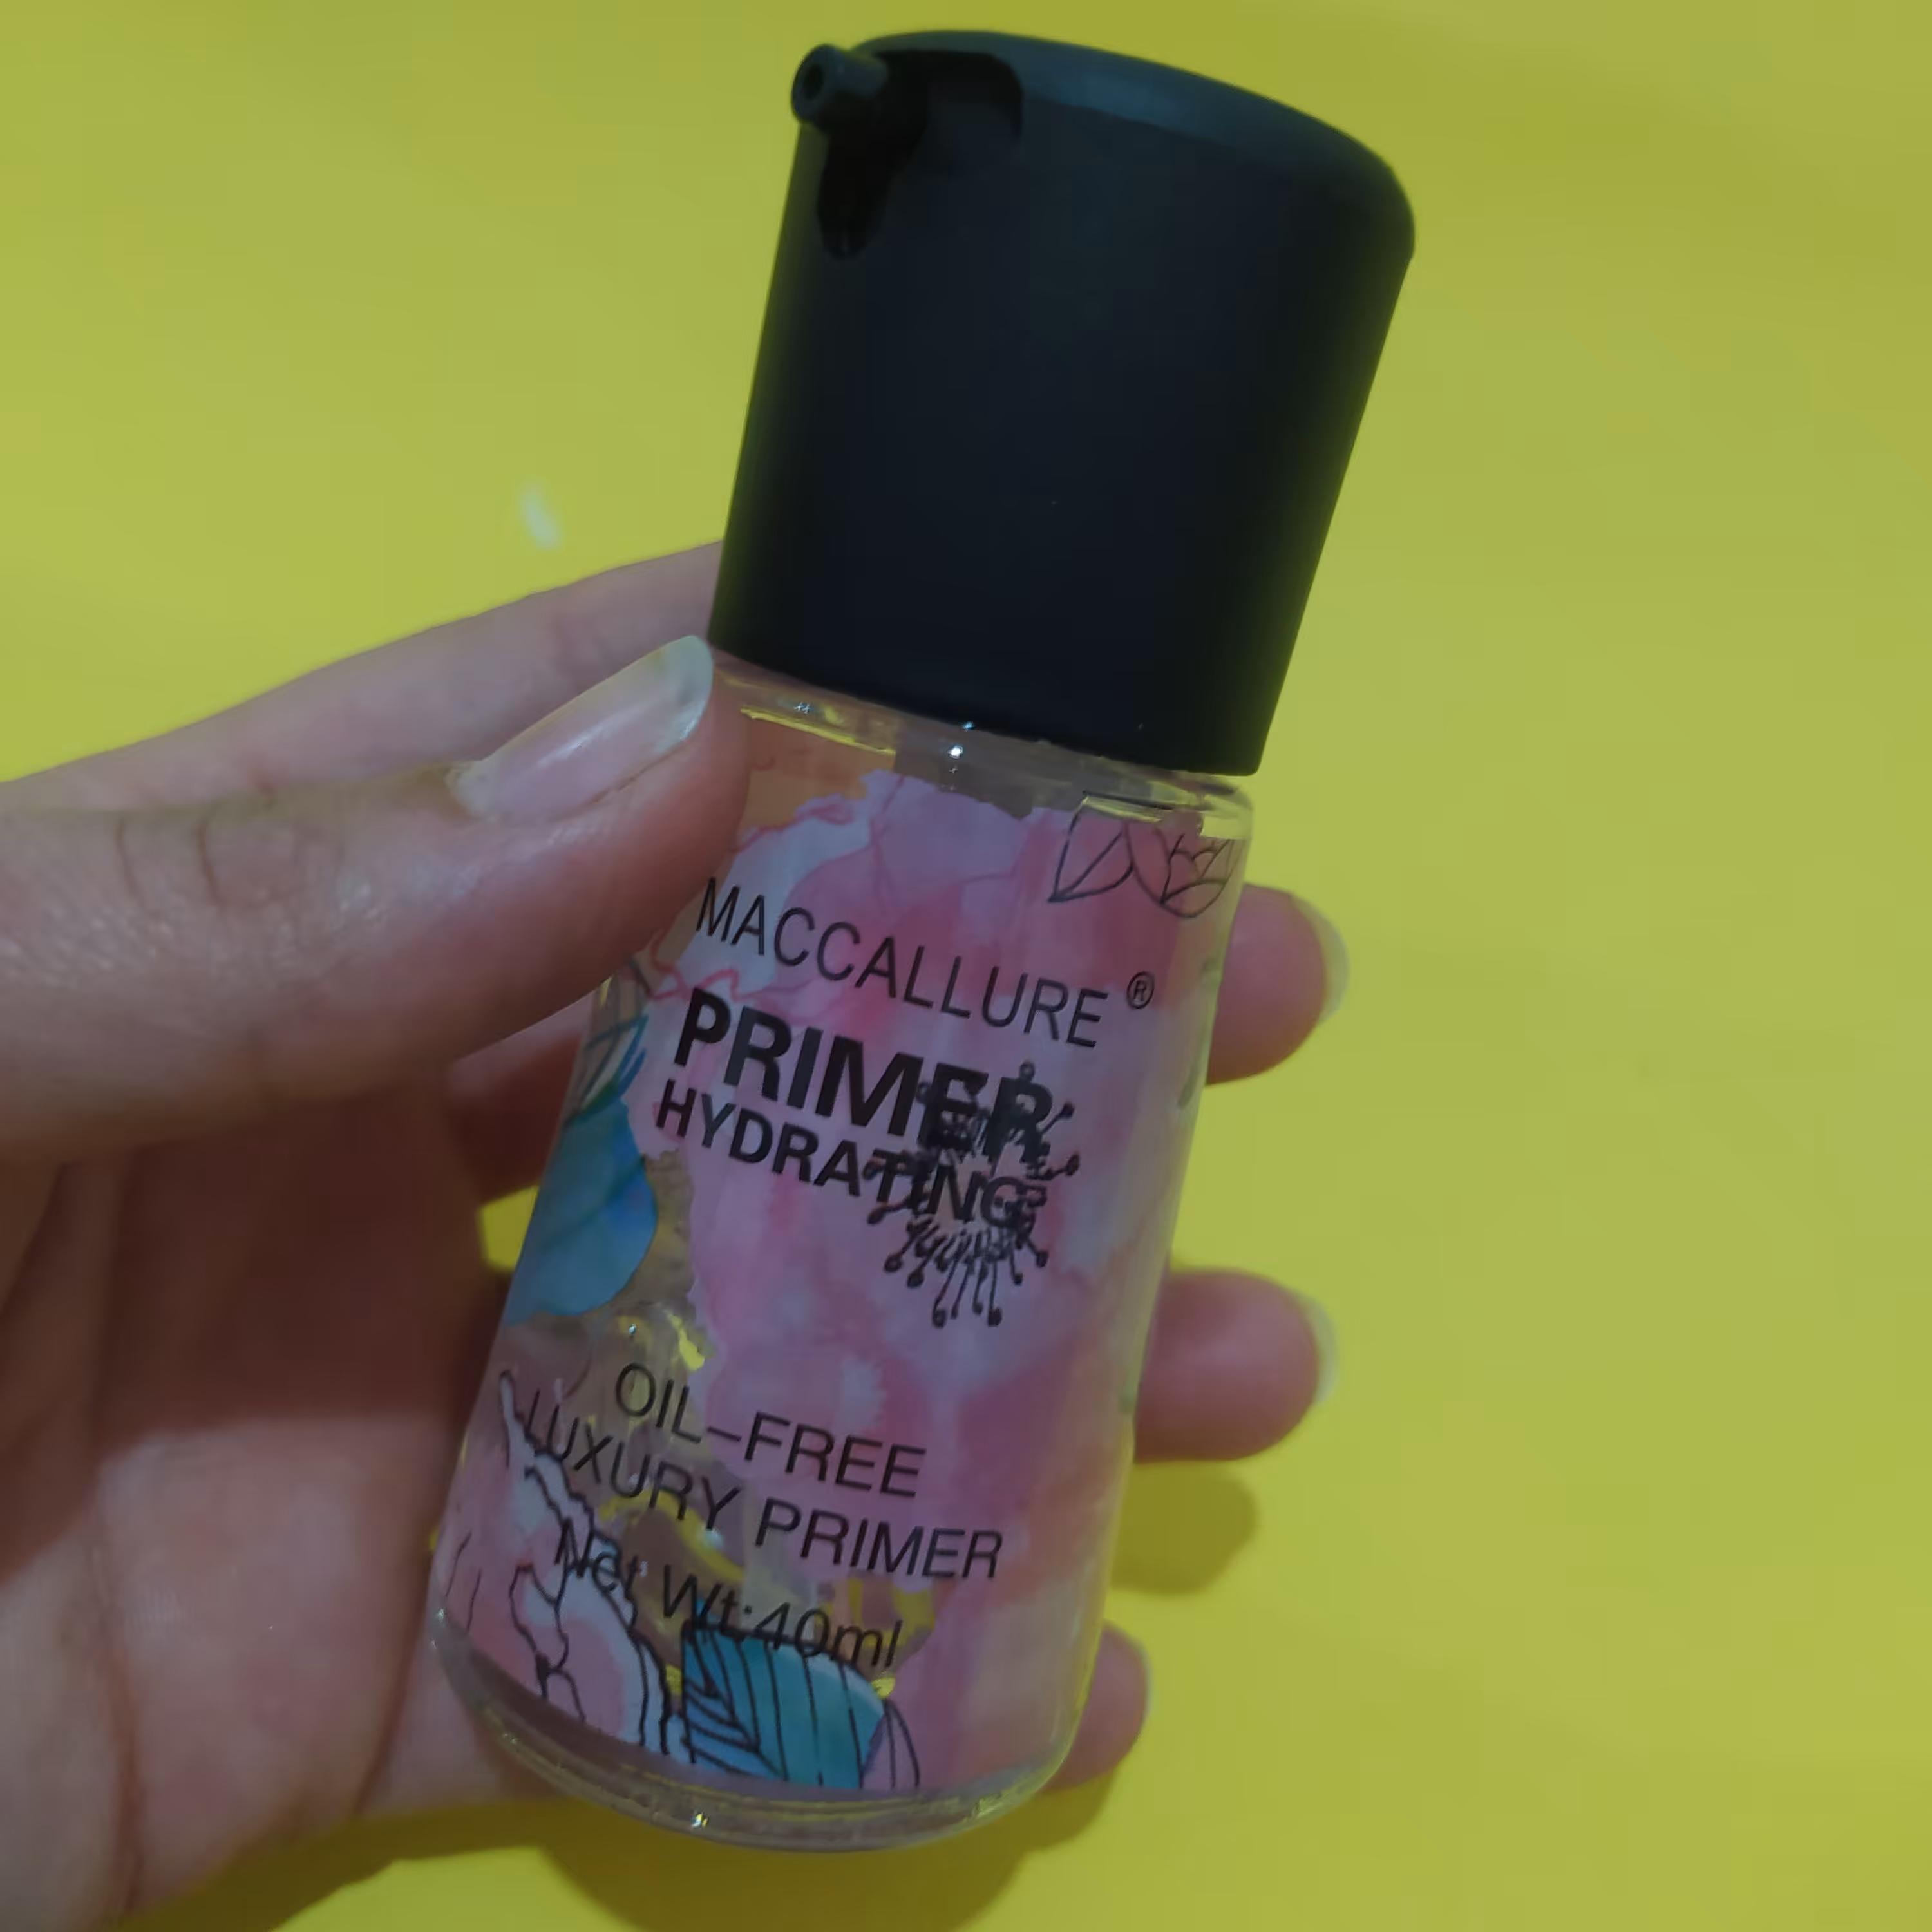 MACCALLURE ®
PRIMER
HYDRATING
OIL-FREE
LUXURY PRIMER
Net Wt:40ml